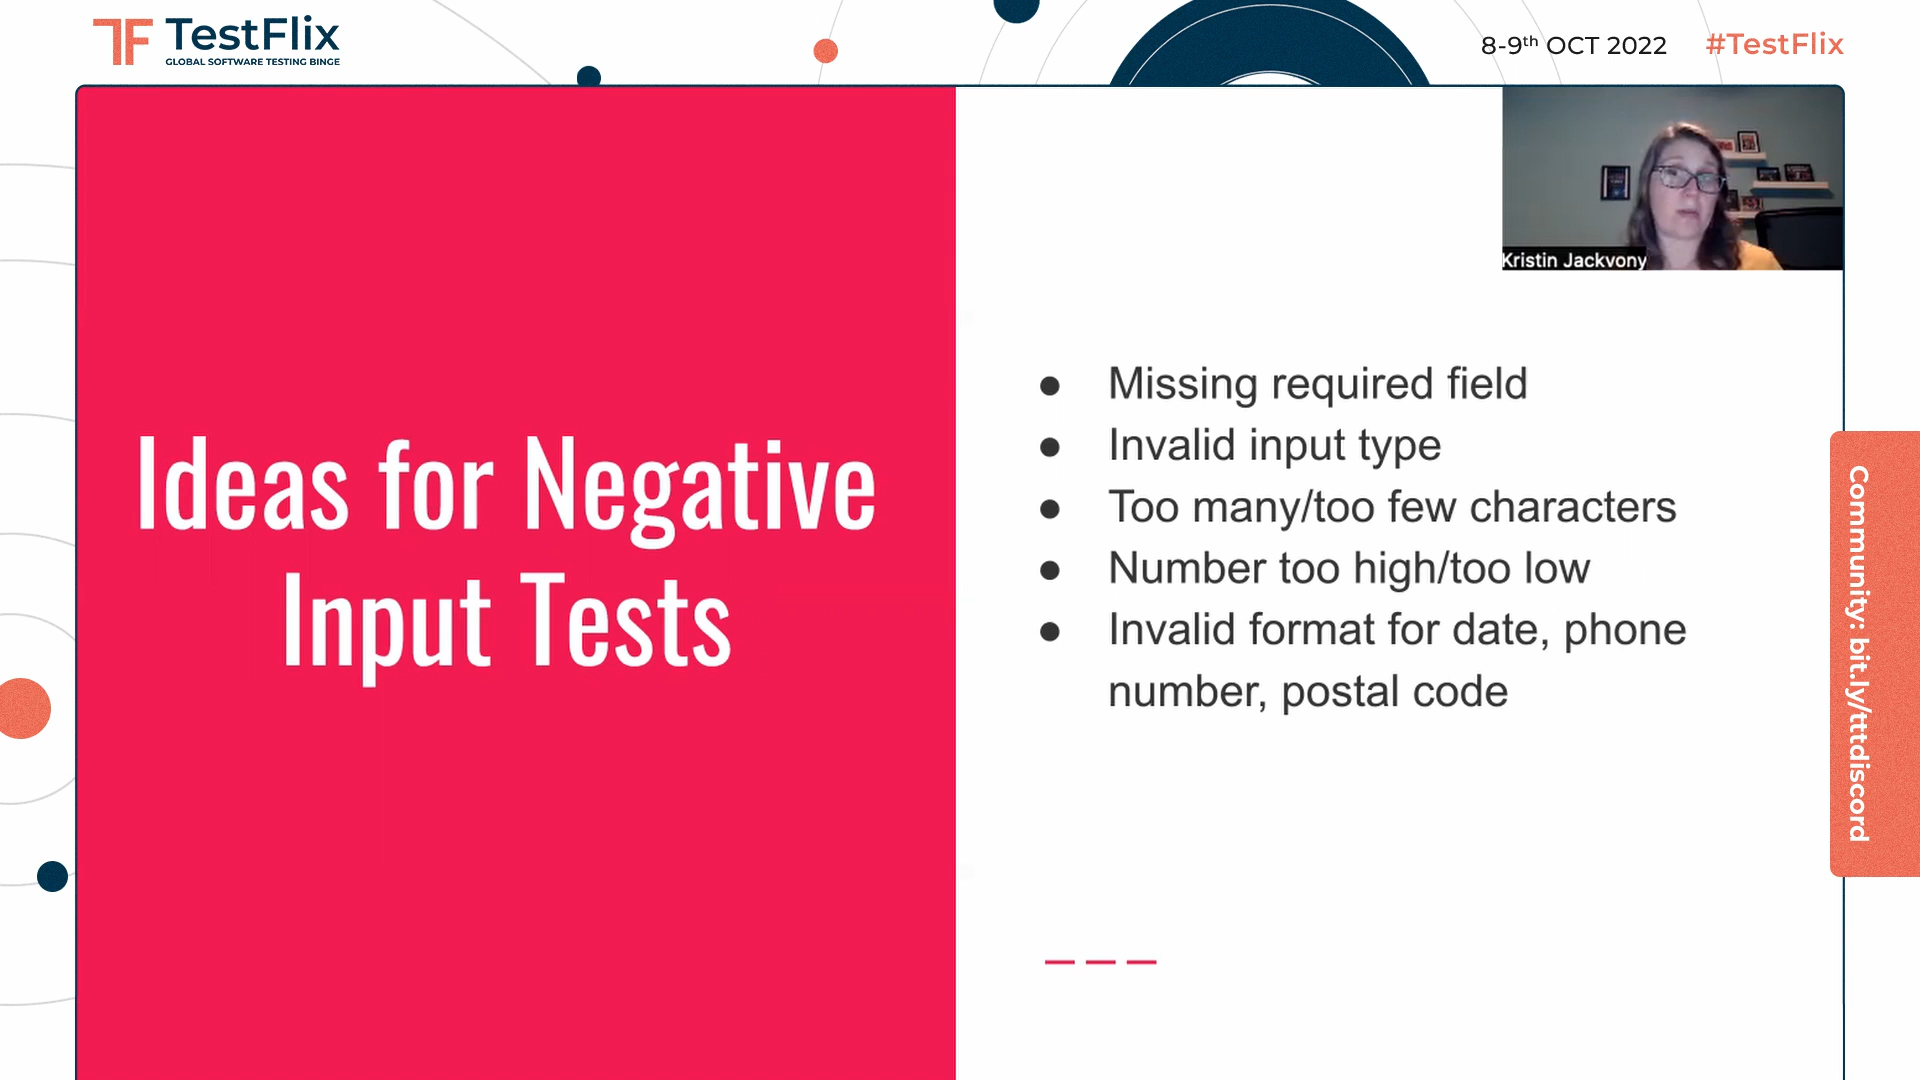 TF TestFlix
GLOBAL SOFTWARE TESTING BINGE
8-9th OCT 2022
#TestFlix
Kristin Jackvony
Ideas for Negative
Input Tests
● Missing required field
● Invalid input type
● Too many/too few characters
● Number too high/too low
● Invalid format for date, phone
number, postal code
Community: bit.ly/tttdiscord